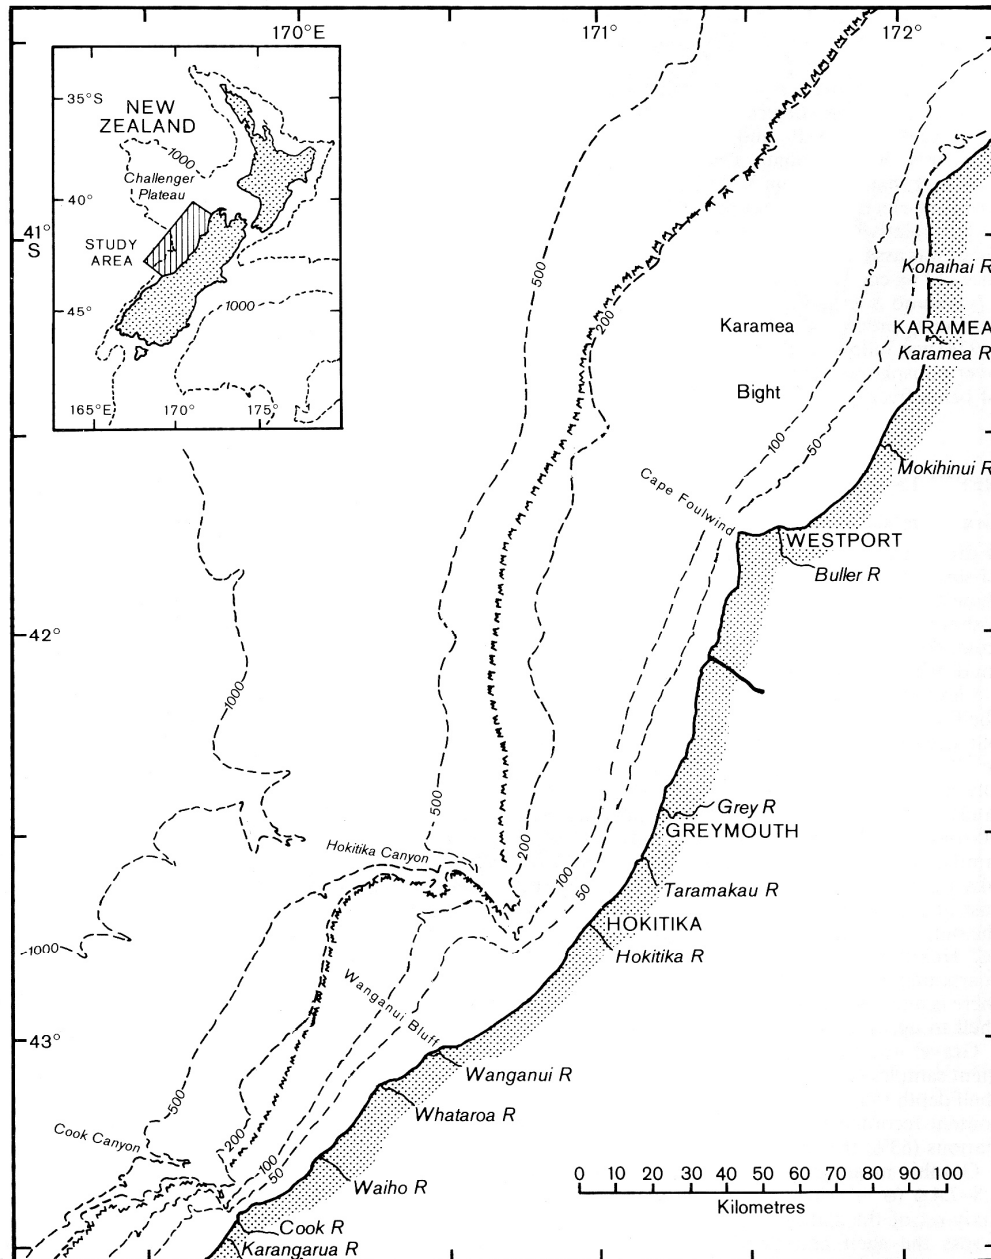 170°E
171°
172°
35°S
NEW
ZEALAND
1000
Challenger
Plateau
40°
STUDY
AREA
45°
1000
165°E
170°
175°
41°
S
500
200
Karamea
Bight
Kohaihai R
KARAMEA
Karamea R
100
50
Mokihinui R
Cape Foulwind
WESTPORT
Buller R
42°
1000
500
200
Grey R
GREYMOUTH
Hokitika Canyon
100
50
Taramakau R
HOKITIKA
Hokitika R
1000
Wanganui Bluff
43°
Wanganui R
500
Whataroa R
Cook Canyon
200
100
50
Waiho R
Cook R
Karangarua R
0 10 20 30 40 50 60 70 80 90 100
Kilometres